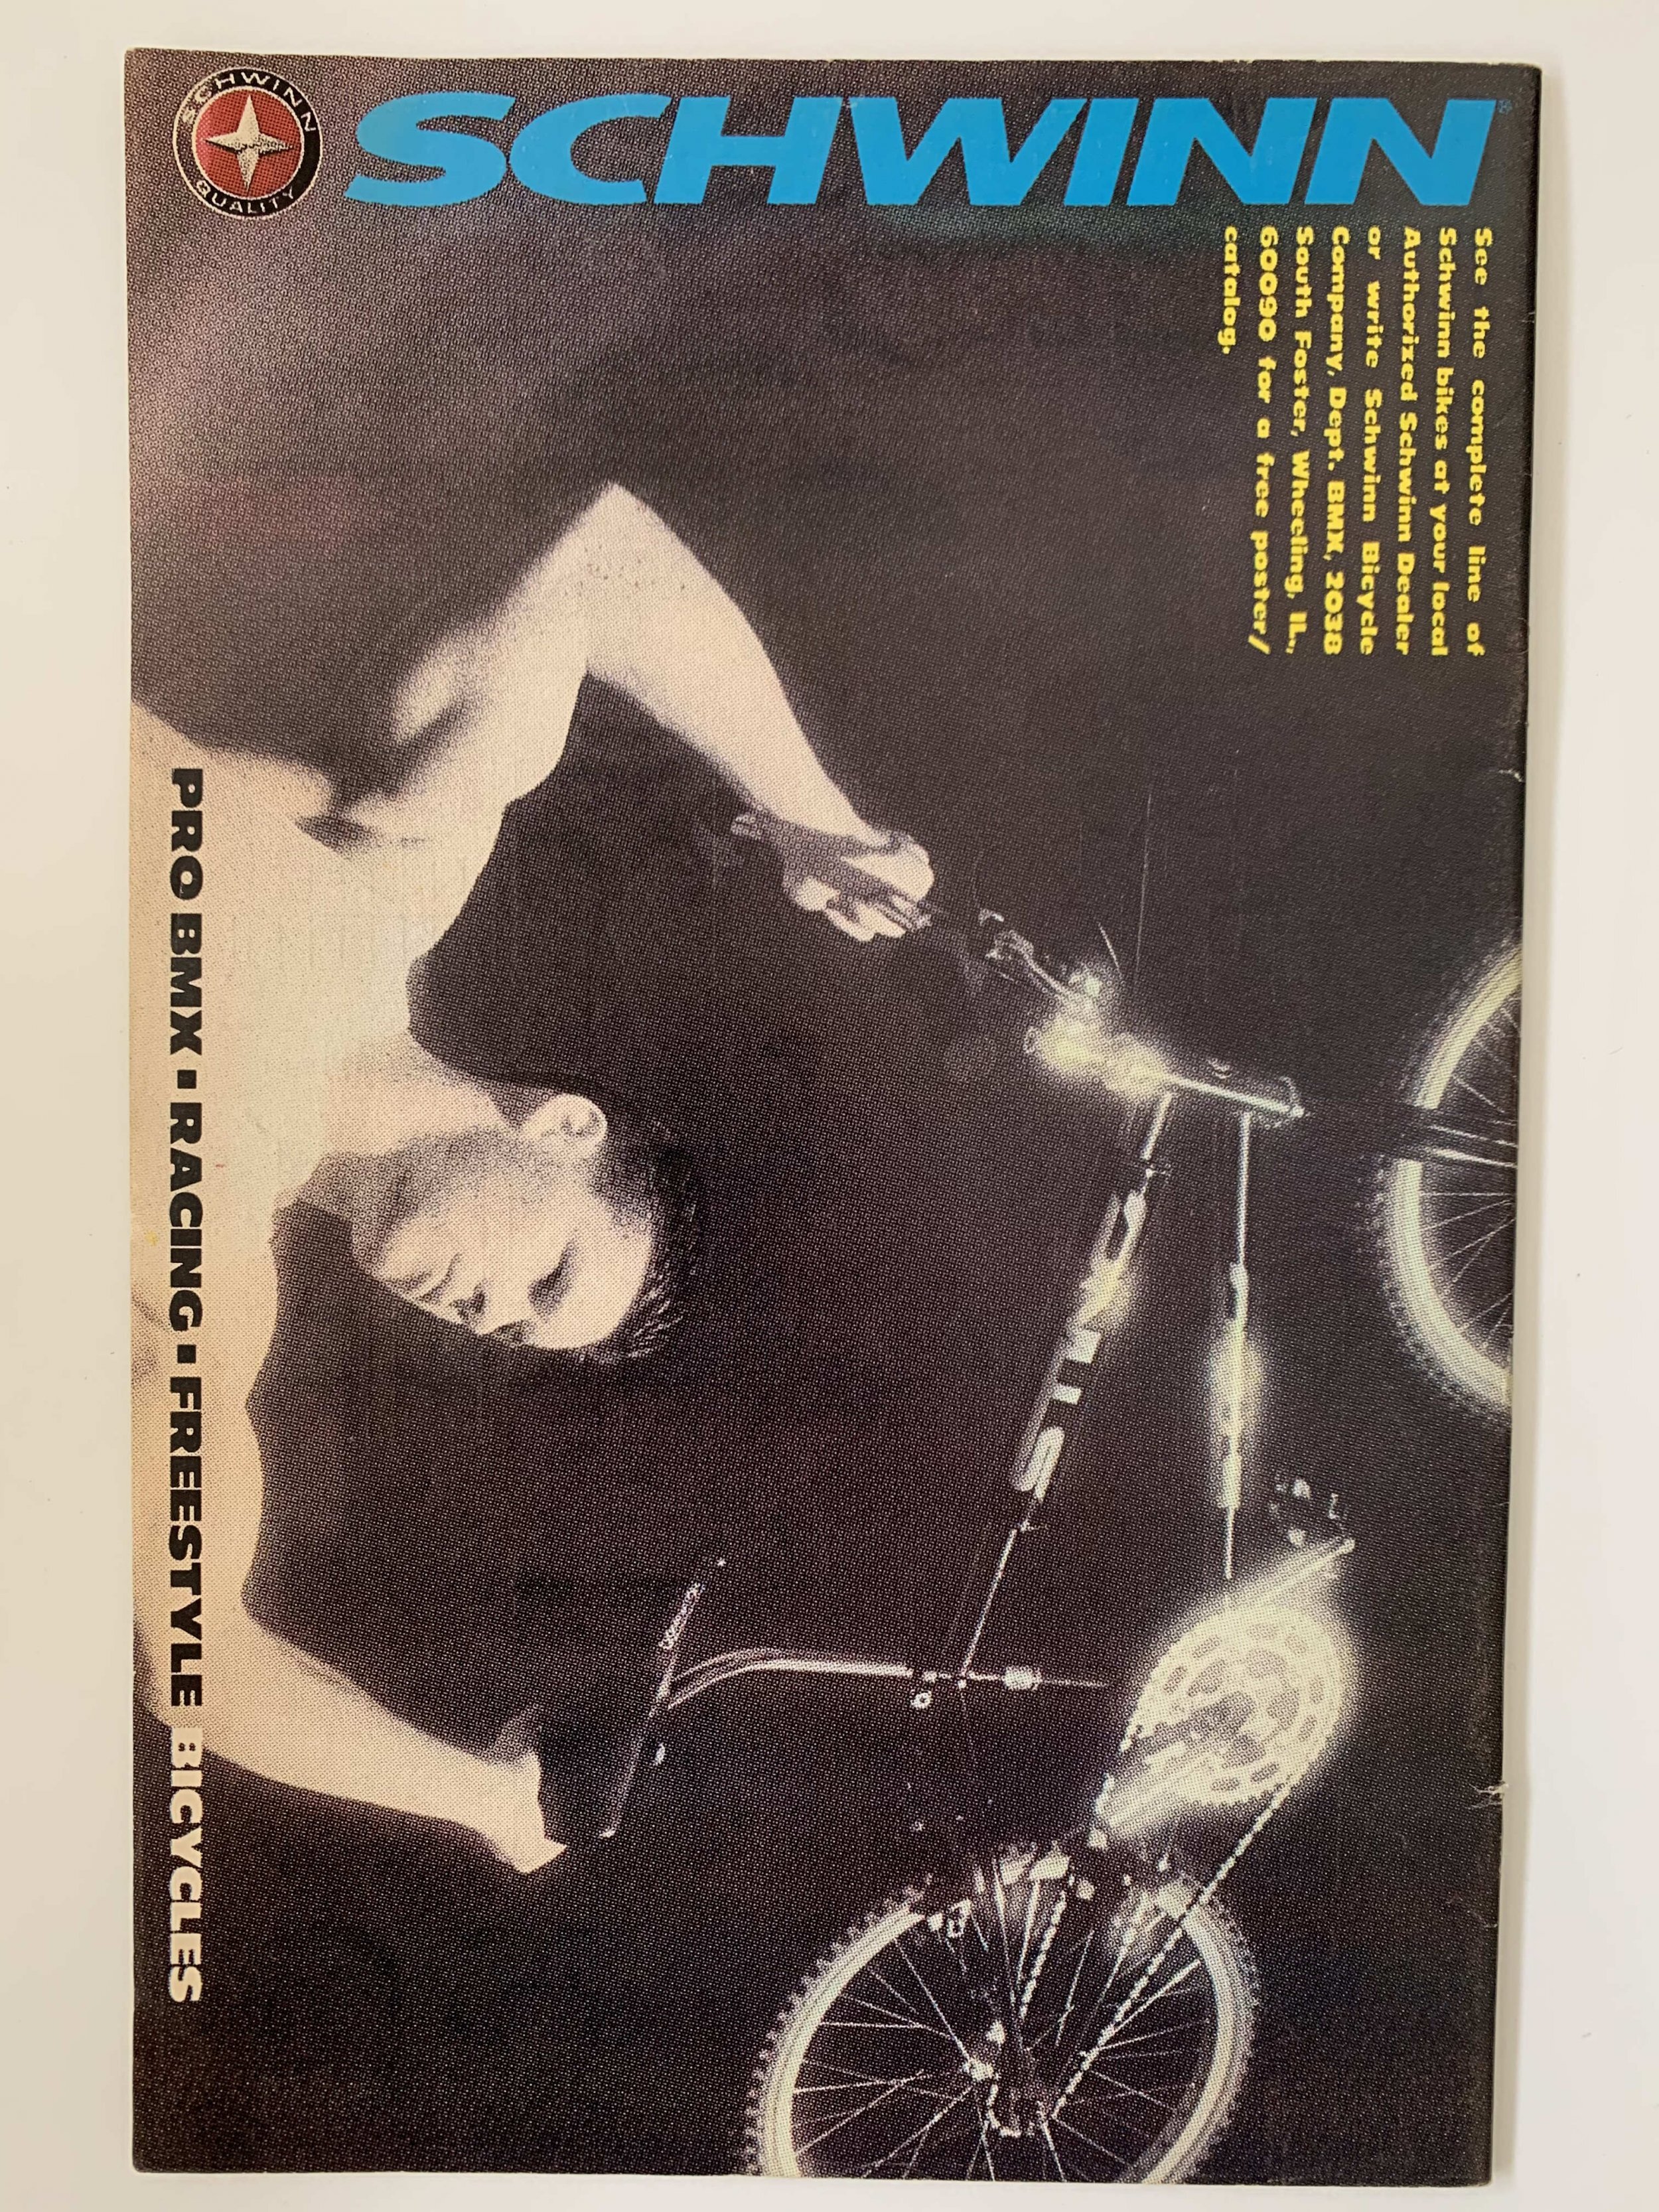 SCHWINN QUALITY
SCHWINN®
See the complete line of
Schwinn bikes at your local
Authorized Schwinn Dealer
or write Schwinn Bicycle
Company, Dept. BMX, 2038
South Foster, Wheeling, IL,
60090 for a free poster/
catalog.
PRO BMX · RACING · FREESTYLE BICYCLES